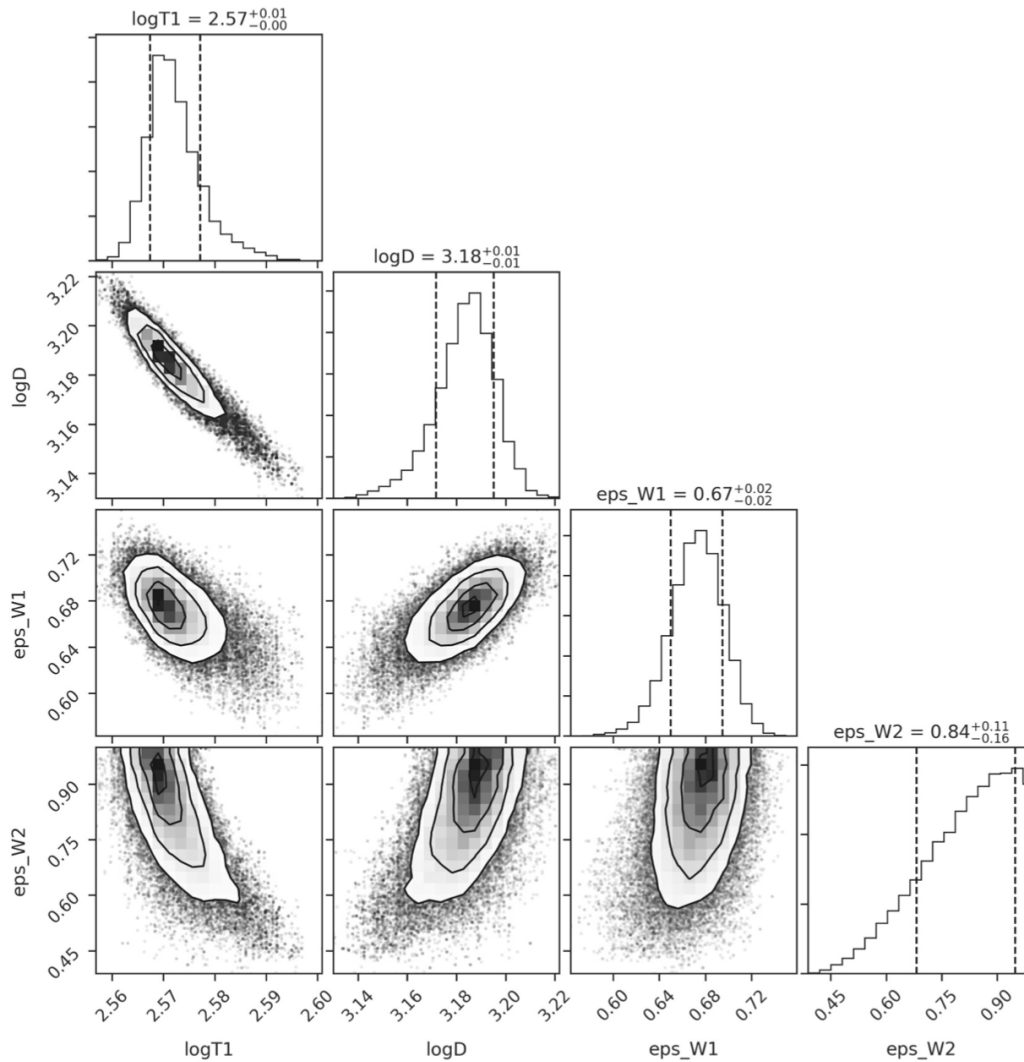 logT1 = 2.57+0.01 −0.00
logD = 3.18+0.01 −0.01
3.22
3.20
3.18
3.16
3.14
logD
eps_W1 = 0.67+0.02 −0.02
0.72
0.68
0.64
0.60
eps_W1
eps_W2 = 0.84+0.11 −0.16
0.90
0.75
0.60
0.45
eps_W2
2.56 2.57 2.58 2.59 2.60 3.14 3.16 3.18 3.20 3.22 0.60 0.64 0.68 0.72 0.45 0.60 0.75 0.90
logT1 logD eps_W1 eps_W2